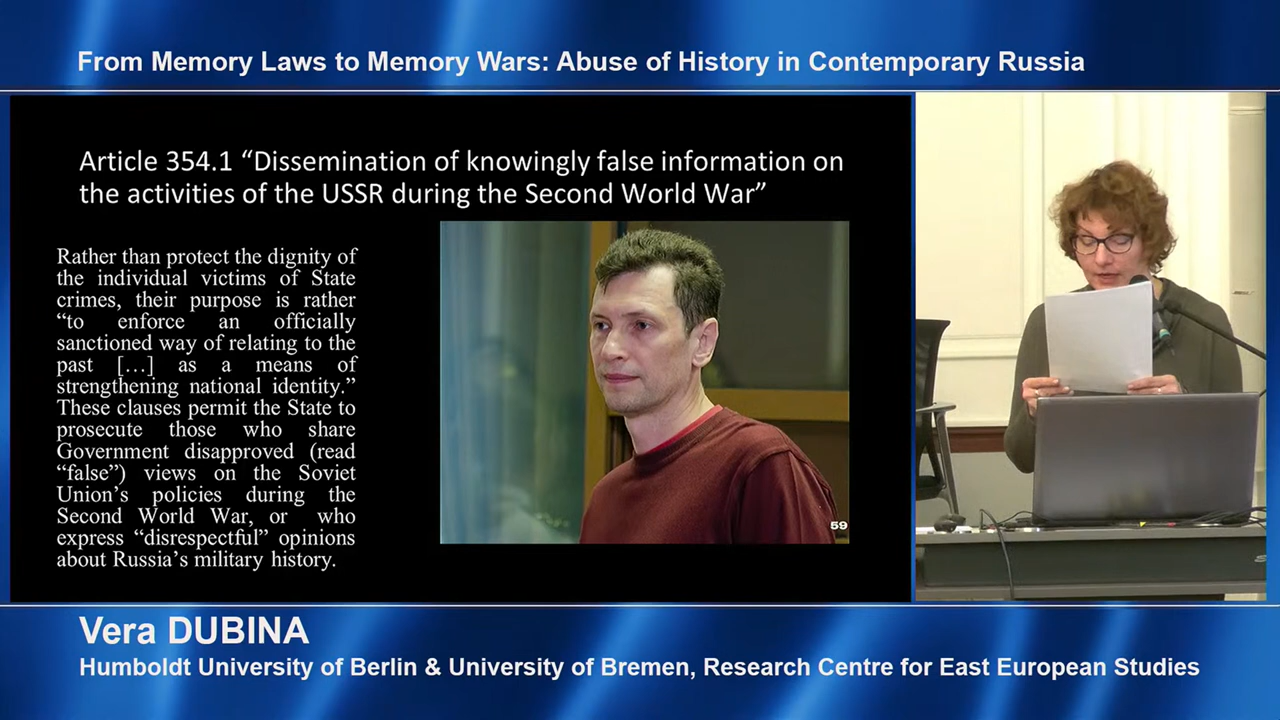 From Memory Laws to Memory Wars: Abuse of History in Contemporary Russia
Article 354.1 “Dissemination of knowingly false information on
the activities of the USSR during the Second World War”
Rather than protect the dignity of
the individual victims of State
crimes, their purpose is rather
“to enforce an officially
sanctioned way of relating to the
past […] as a means of
strengthening national identity.”
These clauses permit the State to
prosecute those who share
Government disapproved (read
“false”) views on the Soviet
Union’s policies during the
Second World War, or who
express “disrespectful” opinions
about Russia’s military history.
59
Vera DUBINA
Humboldt University of Berlin & University of Bremen, Research Centre for East European Studies